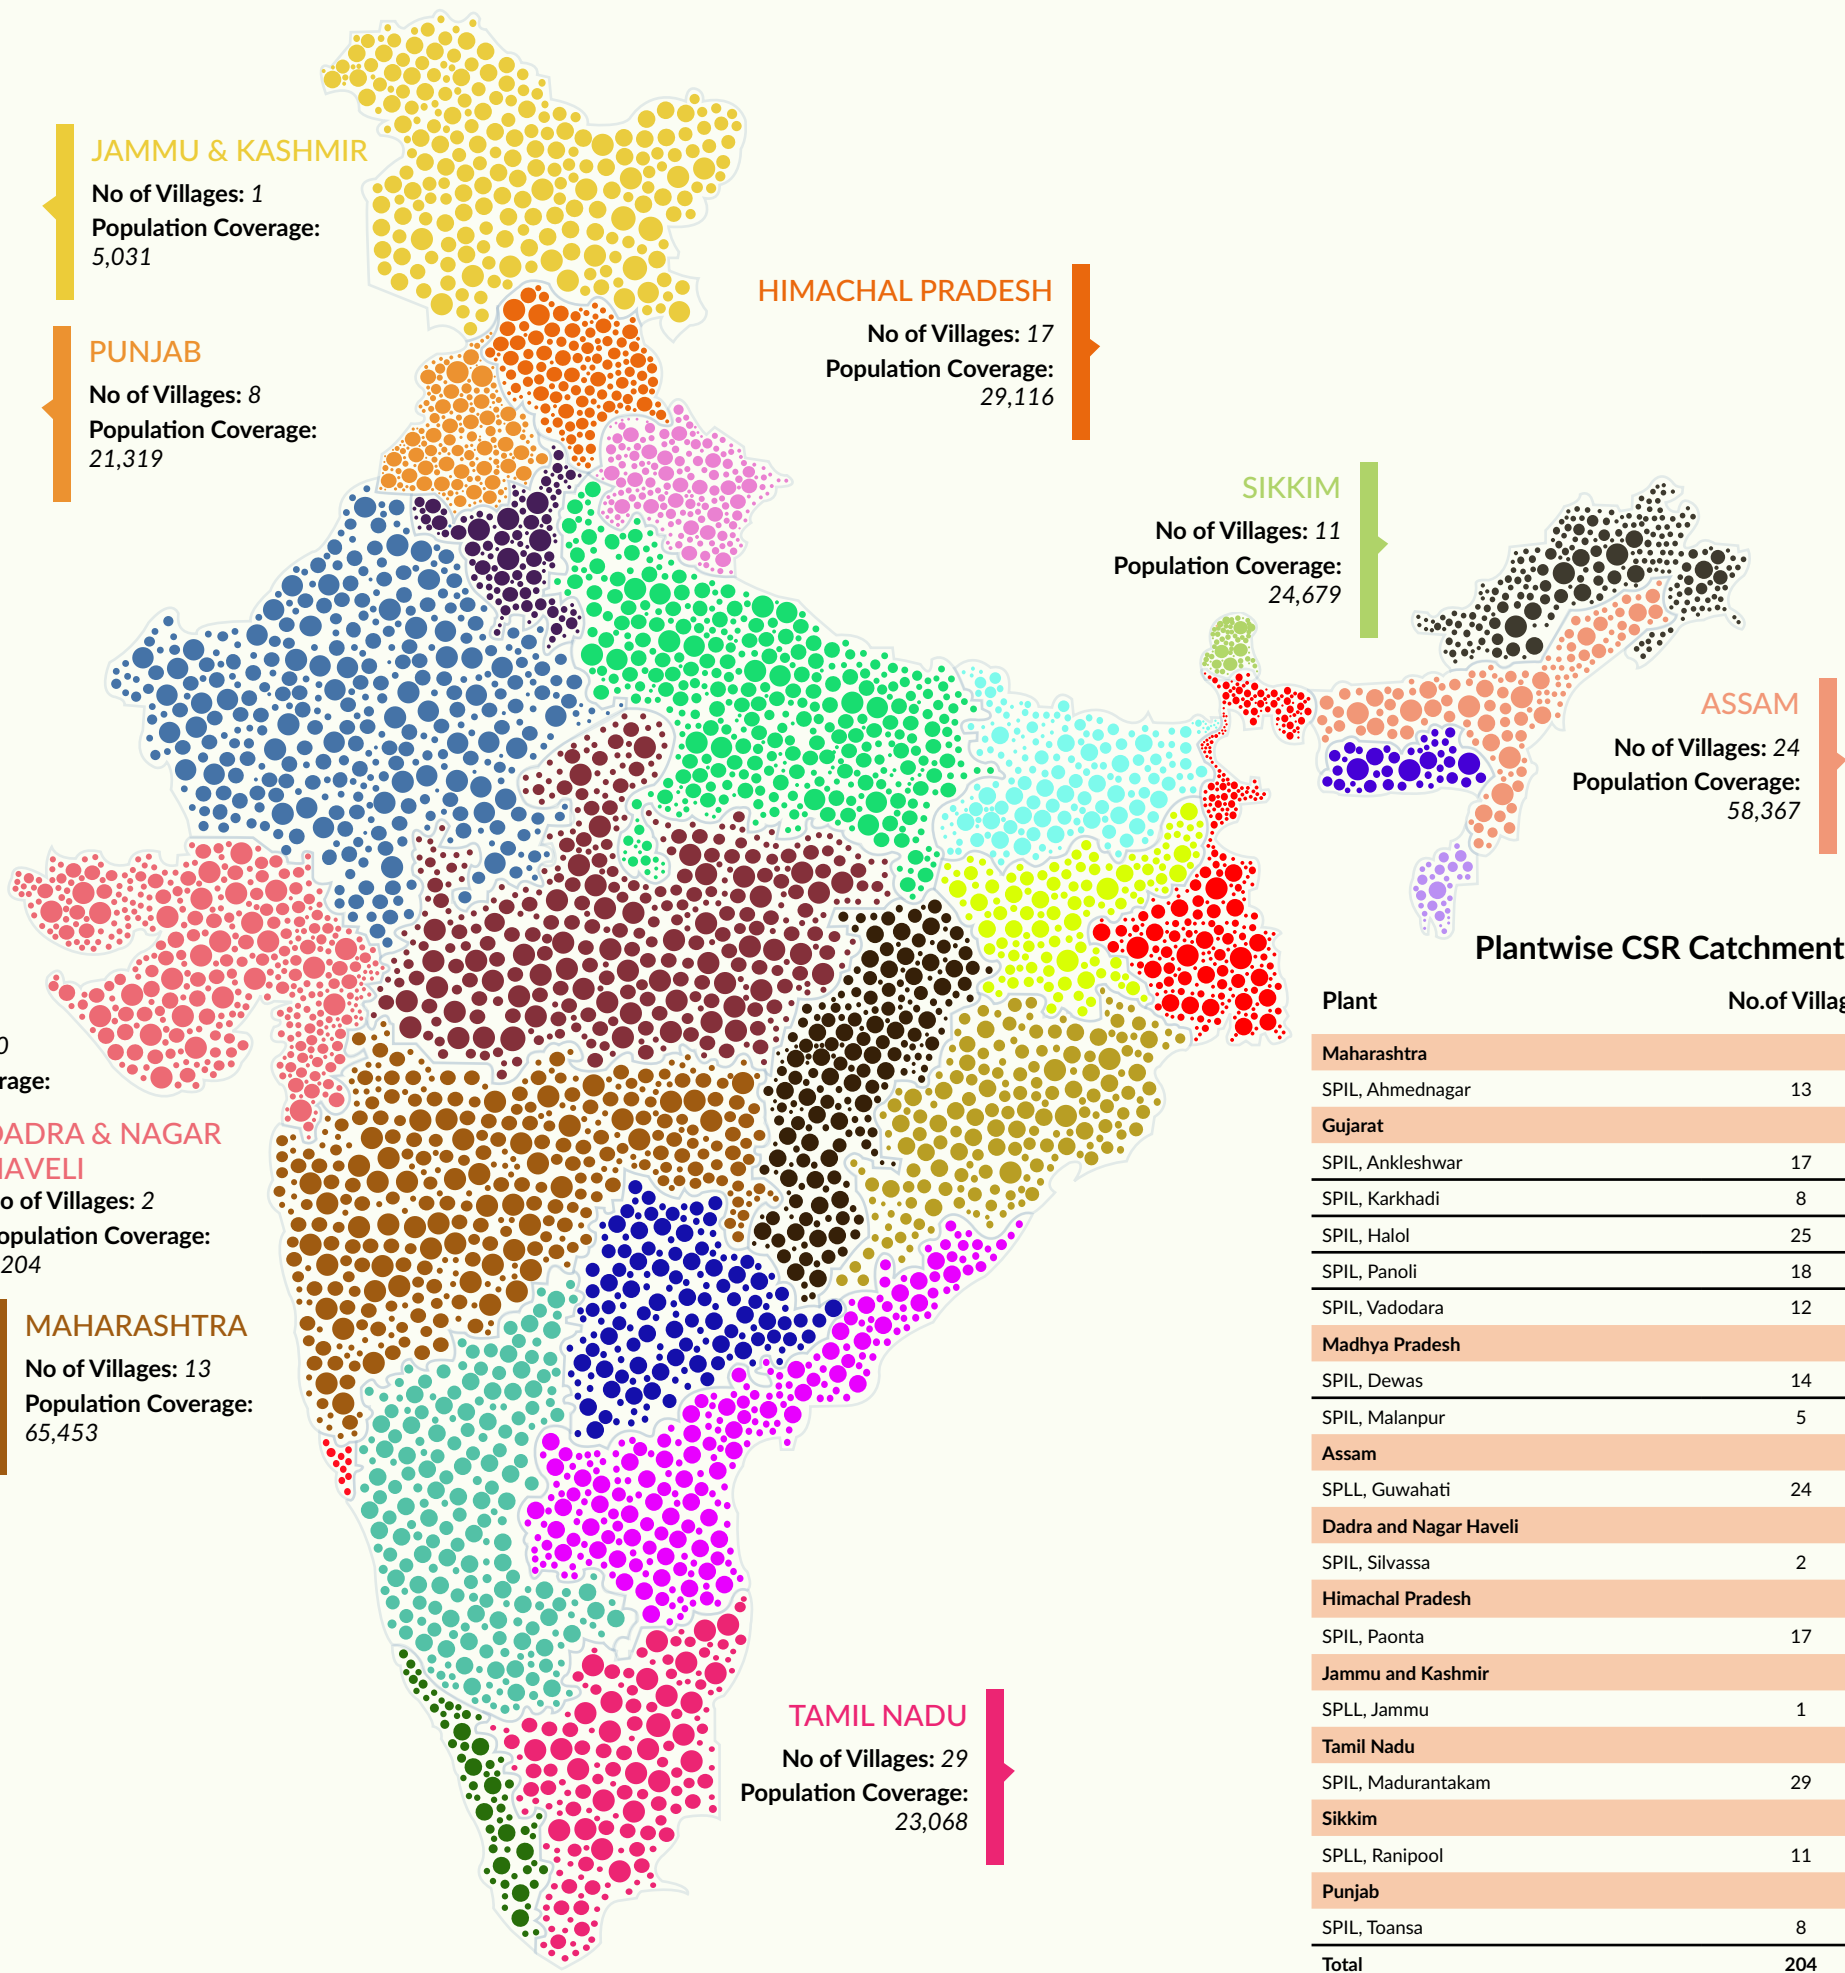 JAMMU & KASHMIR
No of Villages: 1
Population Coverage:
5,031
HIMACHAL PRADESH
No of Villages: 17
Population Coverage:
29,116
PUNJAB
No of Villages: 8
Population Coverage:
21,319
SIKKIM
No of Villages: 11
Population Coverage:
24,679
ASSAM
No of Villages: 24
Population Coverage:
58,367
0
rage:
DADRA & NAGAR
HAVELI
o of Villages: 2
opulation Coverage:
204
MAHARASHTRA
No of Villages: 13
Population Coverage:
65,453
TAMIL NADU
No of Villages: 29
Population Coverage:
23,068
Plantwise CSR Catchment
Plant No.of Villag
Maharashtra
SPIL, Ahmednagar 13
Gujarat
SPIL, Ankleshwar 17
SPIL, Karkhadi 8
SPIL, Halol 25
SPIL, Panoli 18
SPIL, Vadodara 12
Madhya Pradesh
SPIL, Dewas 14
SPIL, Malanpur 5
Assam
SPLL, Guwahati 24
Dadra and Nagar Haveli
SPIL, Silvassa 2
Himachal Pradesh
SPIL, Paonta 17
Jammu and Kashmir
SPLL, Jammu 1
Tamil Nadu
SPIL, Madurantakam 29
Sikkim
SPLL, Ranipool 11
Punjab
SPIL, Toansa 8
Total 204